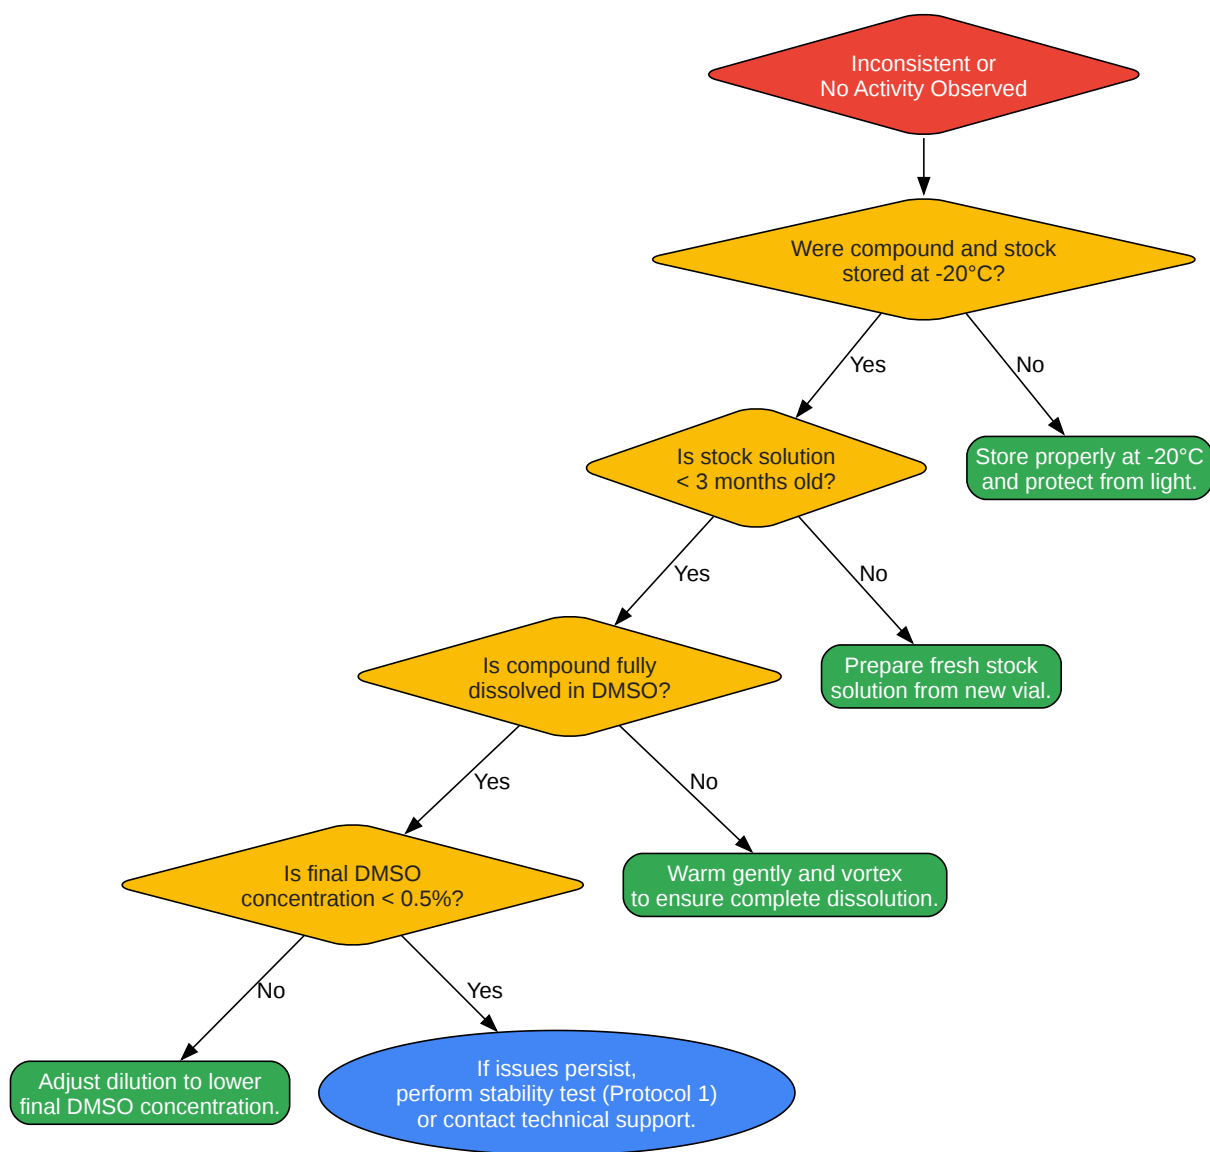 Inconsistent or
No Activity Observed
Were compound and stock
stored at -20°C?
Yes
No
Is stock solution
< 3 months old?
Store properly at -20°C
and protect from light.
Yes
No
Is compound fully
dissolved in DMSO?
Prepare fresh stock
solution from new vial.
Yes
No
Is final DMSO
concentration < 0.5%?
Warm gently and vortex
to ensure complete dissolution.
No
Yes
Adjust dilution to lower
final DMSO concentration.
If issues persist,
perform stability test (Protocol 1)
or contact technical support.